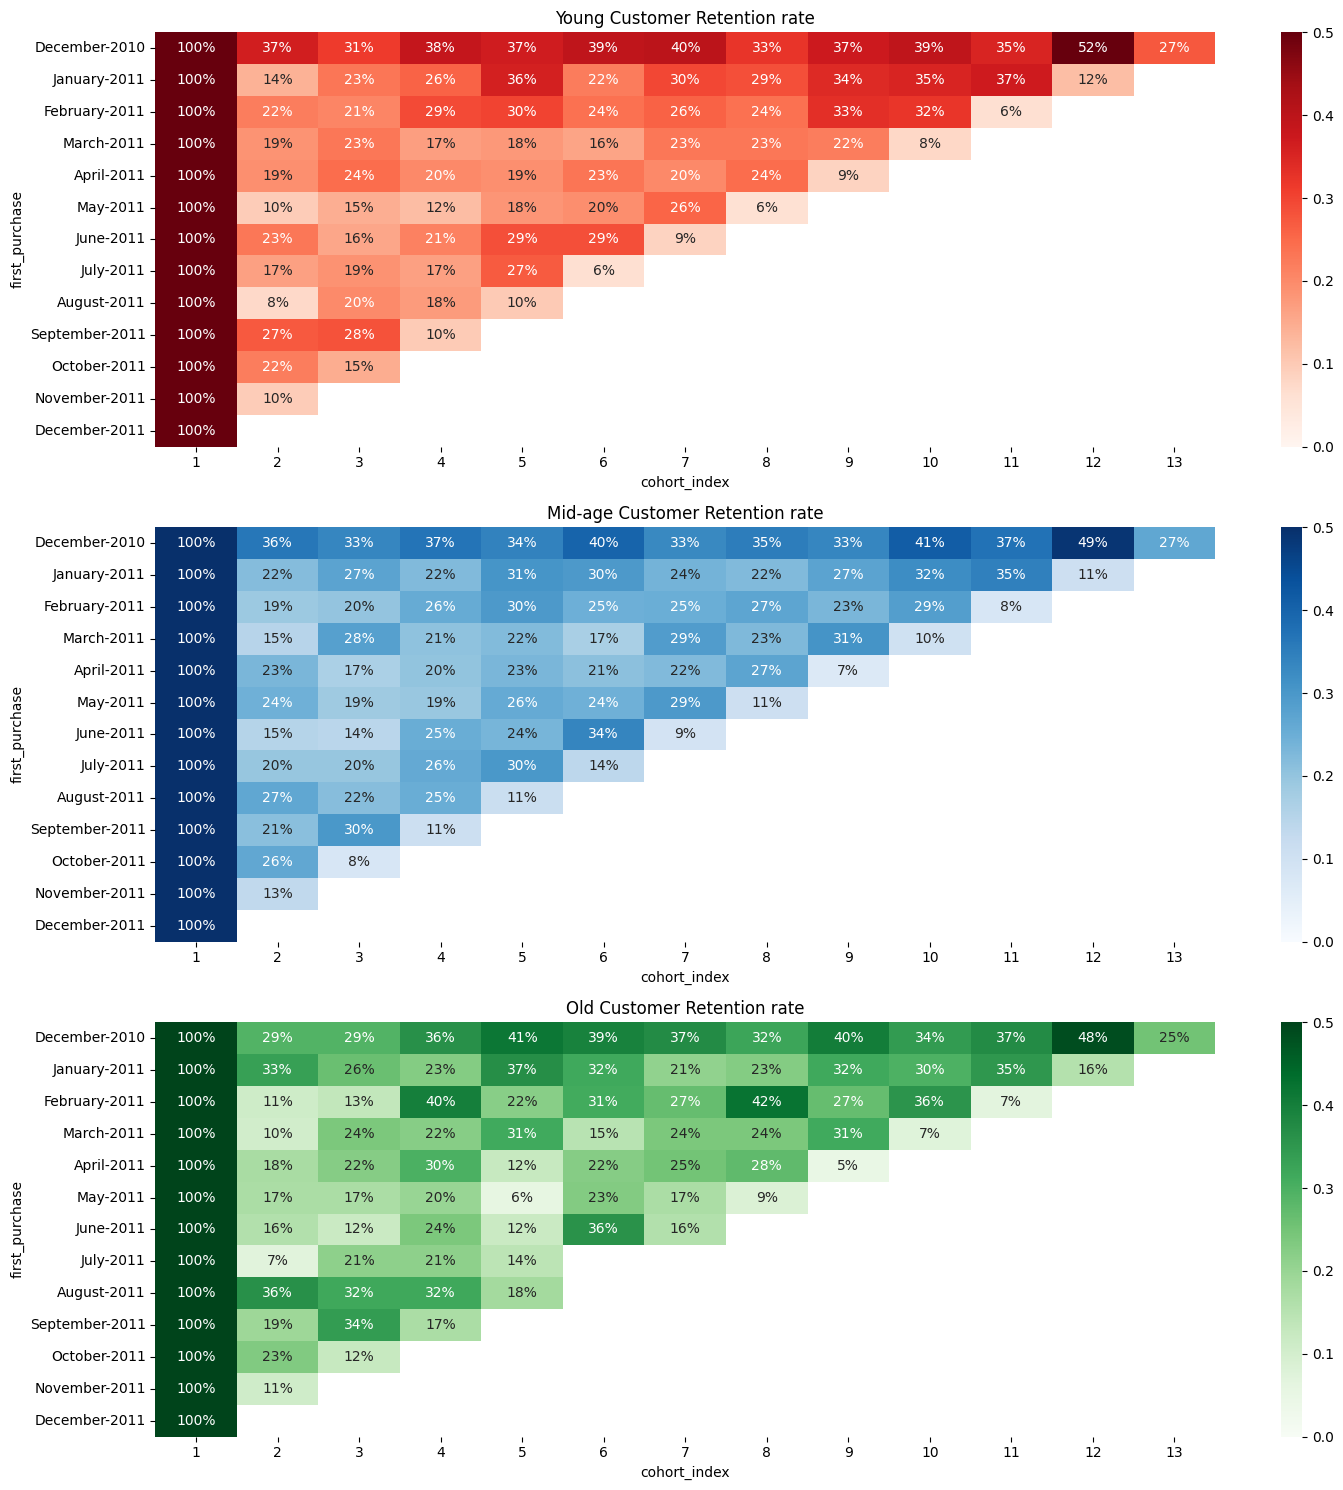 Young Customer Retention rate
December-2010 100% 37% 31% 38% 37% 39% 40% 33% 37% 39% 35% 52% 27% 0.5
January-2011 100% 14% 23% 26% 36% 22% 30% 29% 34% 35% 37% 12%
February-2011 100% 22% 21% 29% 30% 24% 26% 24% 33% 32% 6% 0.4
March-2011 100% 19% 23% 17% 18% 16% 23% 23% 22% 8%
April-2011 100% 19% 24% 20% 19% 23% 20% 24% 9% 0.3
May-2011 100% 10% 15% 12% 18% 20% 26% 6%
first_purchase
June-2011 100% 23% 16% 21% 29% 29% 9%
July-2011 100% 17% 19% 17% 27% 6% 0.2
August-2011 100% 8% 20% 18% 10%
September-2011 100% 27% 28% 10%
October-2011 100% 22% 15% 0.1
November-2011 100% 10%
December-2011 100% 0.0
1 2 3 4 5 6 7 8 9 10 11 12 13
cohort_index
Mid-age Customer Retention rate
December-2010 100% 36% 33% 37% 34% 40% 33% 35% 33% 41% 37% 49% 27% 0.5
January-2011 100% 22% 27% 22% 31% 30% 24% 22% 27% 32% 35% 11%
February-2011 100% 19% 20% 26% 30% 25% 25% 27% 23% 29% 8% 0.4
March-2011 100% 15% 28% 21% 22% 17% 29% 23% 31% 10%
April-2011 100% 23% 17% 20% 23% 21% 22% 27% 7% 0.3
May-2011 100% 24% 19% 19% 26% 24% 29% 11%
first_purchase
June-2011 100% 15% 14% 25% 24% 34% 9%
July-2011 100% 20% 20% 26% 30% 14% 0.2
August-2011 100% 27% 22% 25% 11%
September-2011 100% 21% 30% 11%
October-2011 100% 26% 8% 0.1
November-2011 100% 13%
December-2011 100% 0.0
1 2 3 4 5 6 7 8 9 10 11 12 13
cohort_index
Old Customer Retention rate
December-2010 100% 29% 29% 36% 41% 39% 37% 32% 40% 34% 37% 48% 25% 0.5
January-2011 100% 33% 26% 23% 37% 32% 21% 23% 32% 30% 35% 16%
February-2011 100% 11% 13% 40% 22% 31% 27% 42% 27% 36% 7% 0.4
March-2011 100% 10% 24% 22% 31% 15% 24% 24% 31% 7%
April-2011 100% 18% 22% 30% 12% 22% 25% 28% 5% 0.3
May-2011 100% 17% 17% 20% 6% 23% 17% 9%
first_purchase
June-2011 100% 16% 12% 24% 12% 36% 16%
July-2011 100% 7% 21% 21% 14% 0.2
August-2011 100% 36% 32% 32% 18%
September-2011 100% 19% 34% 17%
October-2011 100% 23% 12% 0.1
November-2011 100% 11%
December-2011 100% 0.0
1 2 3 4 5 6 7 8 9 10 11 12 13
cohort_index